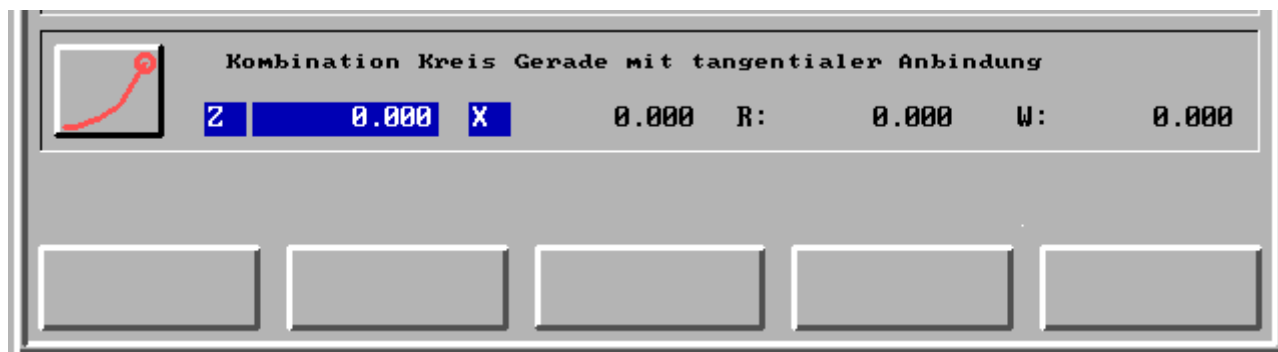 Kombination Kreis Gerade mit tangentialer Anbindung
Z 0.000 X 0.000 R: 0.000 W: 0.000